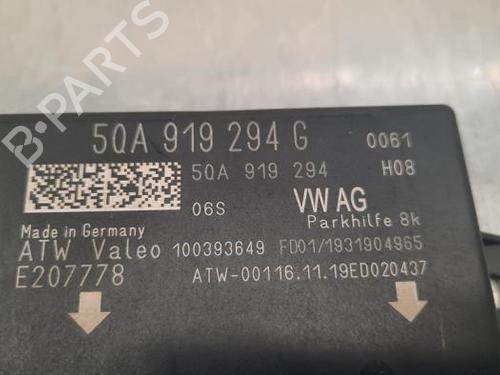 5QA 919 294 G 0061
5QA 919 294 H08
06S VW AG
Parkhilfe 8k
Made in Germany
ATW Valeo 100393649 FD01/1931904965
E207778 ATW-00116.11.19ED020437
B-PARTS